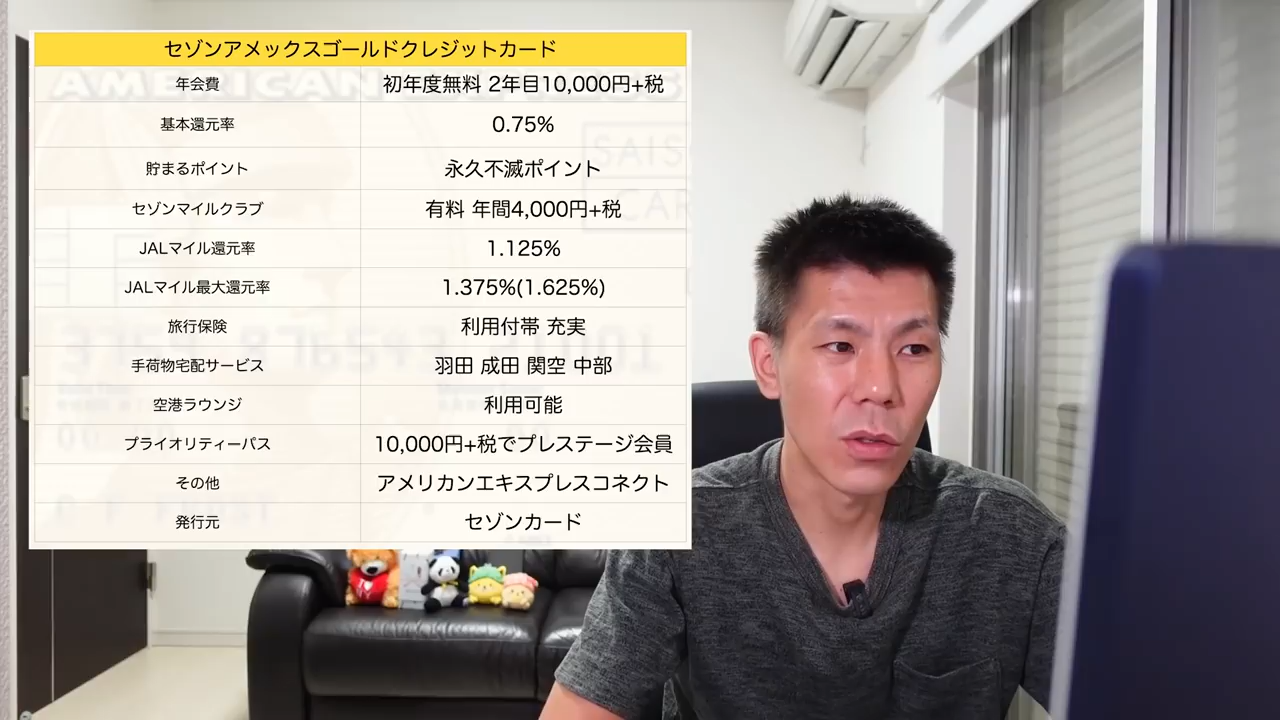 セゾンアメックスゴールドクレジットカード
年会費 初年度無料 2年目10,000円+税
基本還元率 0.75%
貯まるポイント 永久不滅ポイント
セゾンマイルクラブ 有料 年間4,000円+税
JALマイル還元率 1.125%
JALマイル最大還元率 1.375%(1.625%)
旅行保険 利用付帯 充実
手荷物宅配サービス 羽田 成田 関空 中部
空港ラウンジ 利用可能
プライオリティーパス 10,000円+税でプレステージ会員
その他 アメリカンエキスプレスコネクト
発行元 セゾンカード
AMERICAN